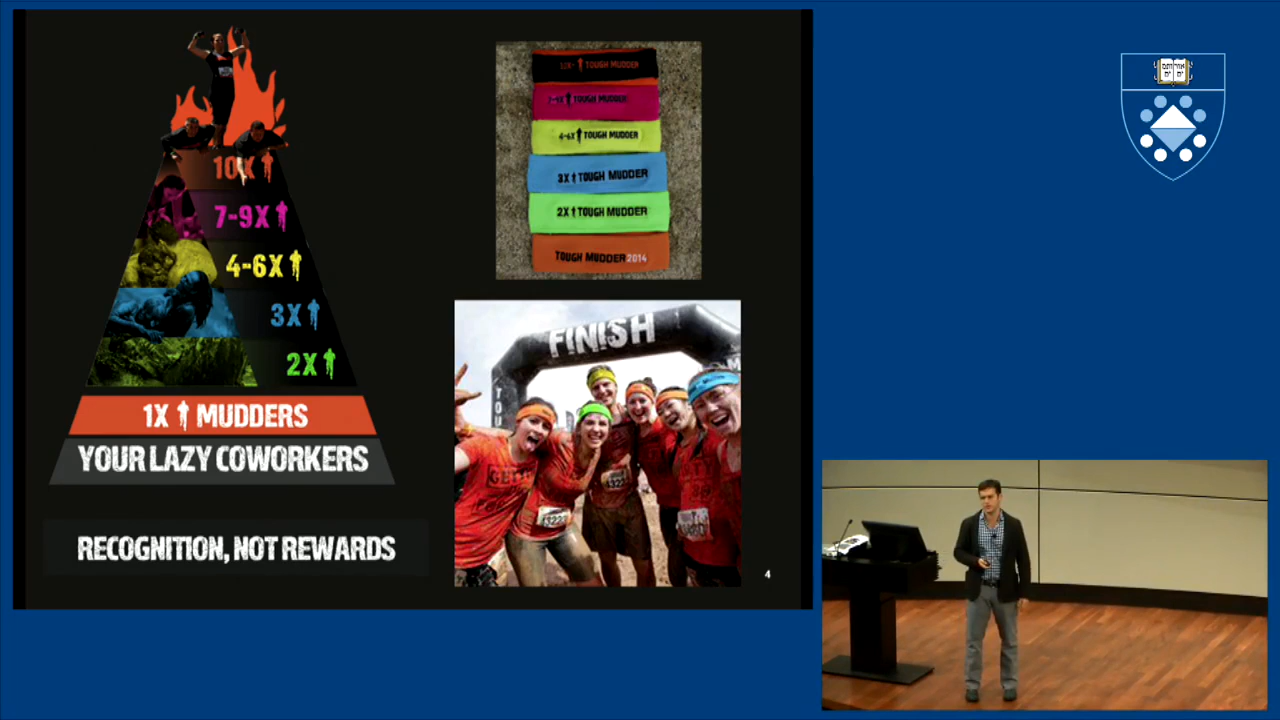 10X
7-9X
4-6X
3X
2X
1X MUDDERS
YOUR LAZY COWORKERS
RECOGNITION, NOT REWARDS
TOUGH MUDDER
TOUGH MUDDER
4-6X TOUGH MUDDER
3X TOUGH MUDDER
2X TOUGH MUDDER
TOUGH MUDDER 2014
FINISH
4